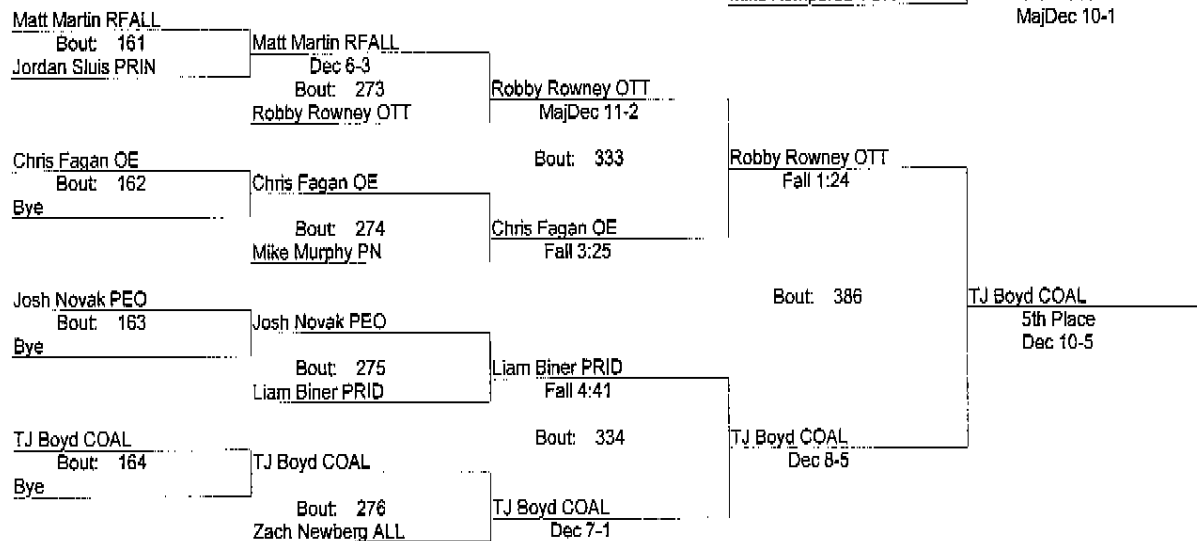 MajDec 10-1
Matt Martin RFALL
Bout: 161
Jordan Sluis PRIN
Matt Martin RFALL
Dec 6-3
Bout: 273
Robby Rowney OTT
Robby Rowney OTT
MajDec 11-2
Bout: 333
Chris Fagan OE
Bout: 162
Bye
Chris Fagan OE
Bout: 274
Mike Murphy PN
Chris Fagan OE
Fall 3:25
Robby Rowney OTT
Fall 1:24
Bout: 386
Josh Novak PEO
Bout: 163
Bye
Josh Novak PEO
Bout: 275
Liam Biner PRID
Liam Biner PRID
Fall 4:41
Bout: 334
TJ Boyd COAL
Bout: 164
Bye
TJ Boyd COAL
Bout: 276
Zach Newberg ALL
TJ Boyd COAL
Dec 7-1
TJ Boyd COAL
Dec 8-5
TJ Boyd COAL
5th Place
Dec 10-5